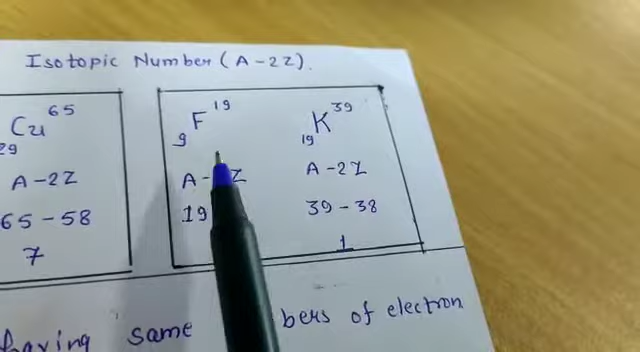 Isotopic Number (A-2Z).
Cu 65
29
A-2Z
65-58
7
9 F 19
A- Z
19
19 K 39
A-2Z
39-38
1
having same bers of electron